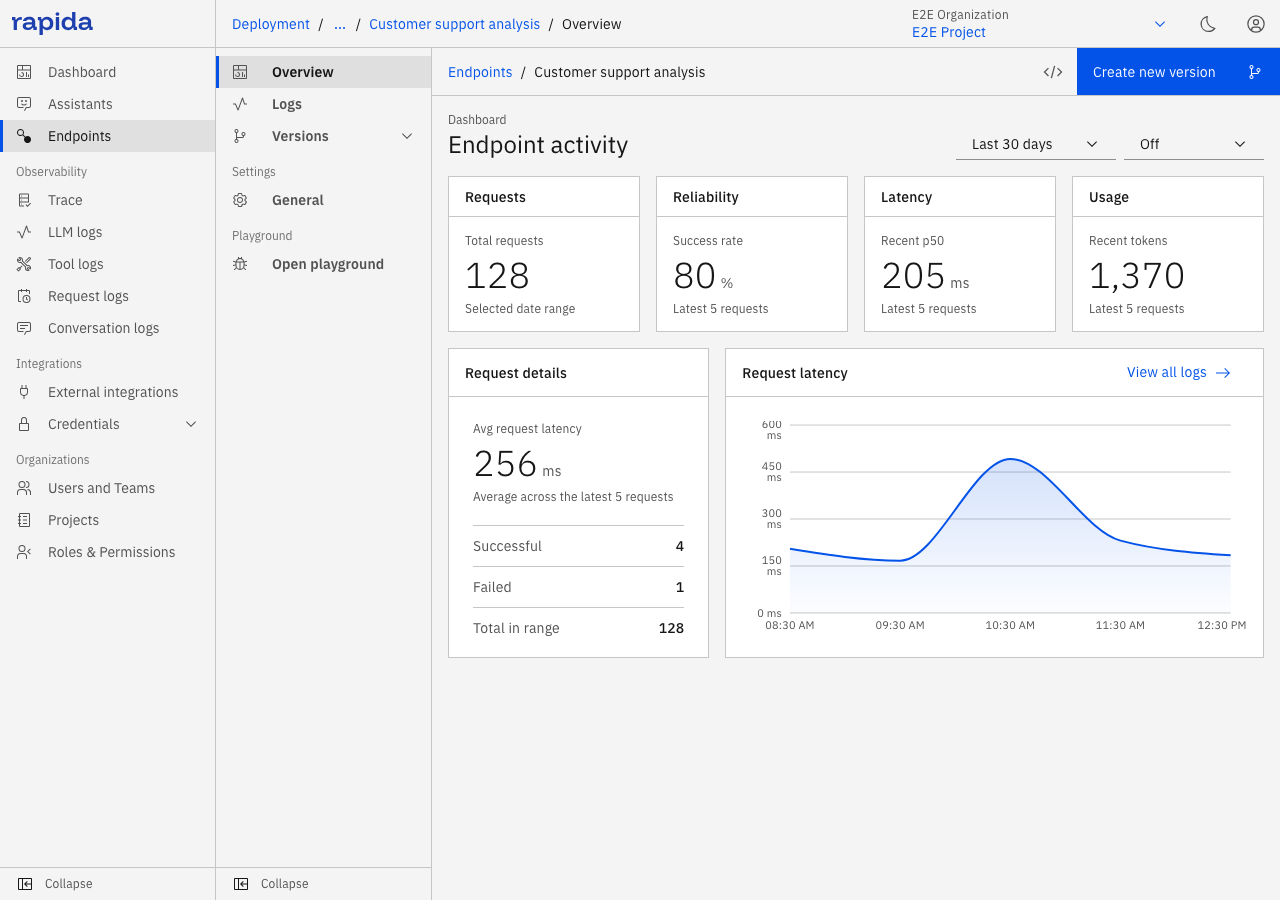 rapida
Deployment / ... / Customer support analysis / Overview
E2E Organization
E2E Project
Dashboard
Assistants
Endpoints
Observability
Trace
LLM logs
Tool logs
Request logs
Conversation logs
Integrations
External integrations
Credentials
Organizations
Users and Teams
Projects
Roles & Permissions
Collapse
Overview
Logs
Versions
Settings
General
Playground
Open playground
Collapse
Endpoints / Customer support analysis
</>
Create new version
Dashboard
Endpoint activity
Last 30 days
Off
Requests
Total requests
128
Selected date range
Reliability
Success rate
80 %
Latest 5 requests
Latency
Recent p50
205 ms
Latest 5 requests
Usage
Recent tokens
1,370
Latest 5 requests
Request details
Avg request latency
256 ms
Average across the latest 5 requests
Successful 4
Failed 1
Total in range 128
Request latency
View all logs
600
ms
450
ms
300
ms
150
ms
0 ms
08:30 AM 09:30 AM 10:30 AM 11:30 AM 12:30 PM